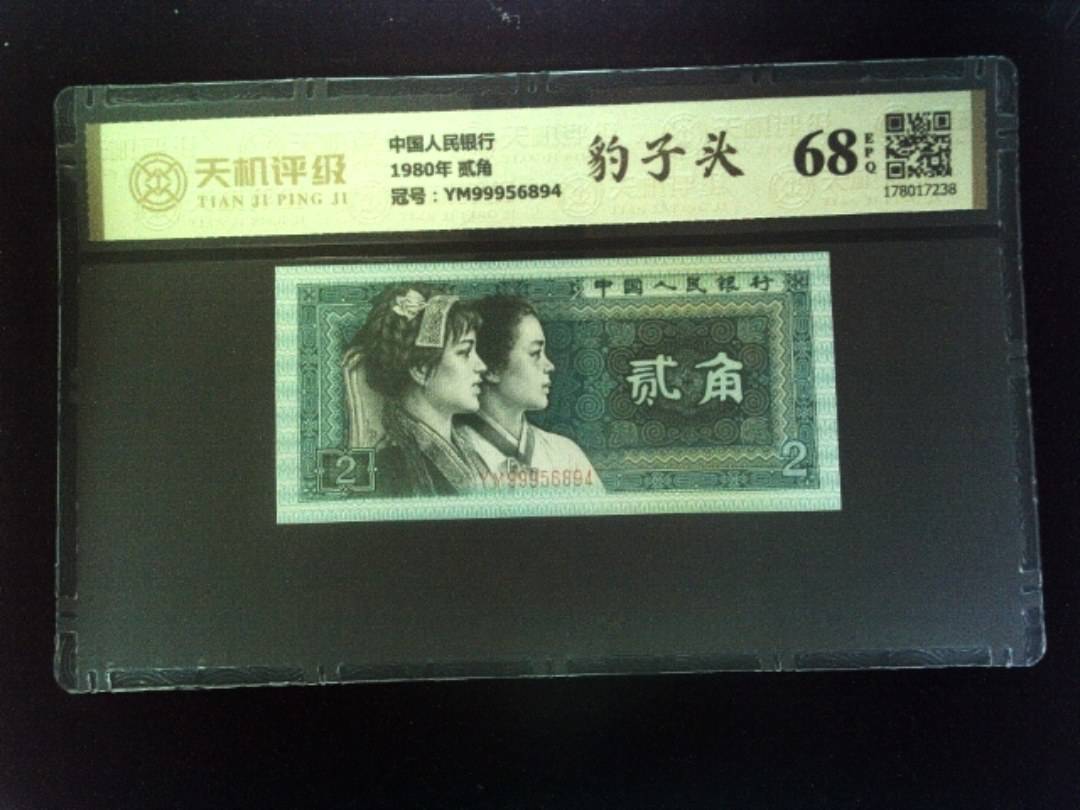 天机评级
TIAN JI PING JI
中国人民银行
1980年 贰角
冠号：YM99956894
豹子头
68
EPQ
178017238
中国人民银行
贰角
2
2
YM99956894